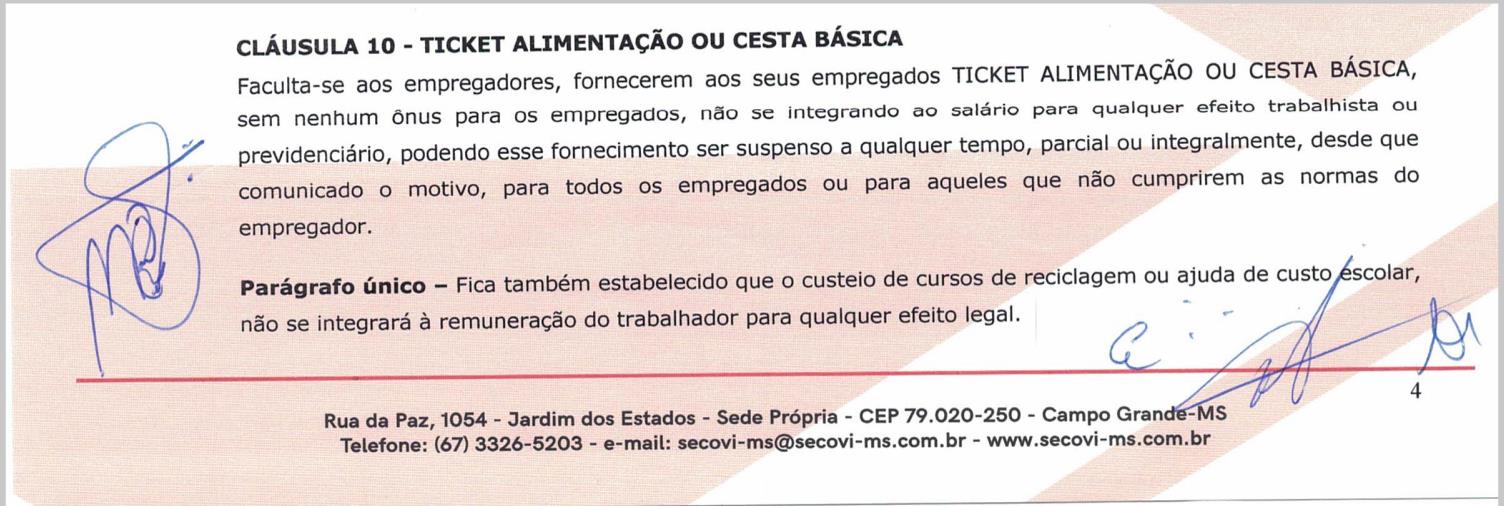 CLÁUSULA 10 - TICKET ALIMENTAÇÃO OU CESTA BÁSICA
Faculta-se aos empregadores, fornecerem aos seus empregados TICKET ALIMENTAÇÃO OU CESTA BÁSICA,
sem nenhum ônus para os empregados, não se integrando ao salário para qualquer efeito trabalhista ou
previdenciário, podendo esse fornecimento ser suspenso a qualquer tempo, parcial ou integralmente, desde que
comunicado o motivo, para todos os empregados ou para aqueles que não cumprirem as normas do
empregador.
Parágrafo único – Fica também estabelecido que o custeio de cursos de reciclagem ou ajuda de custo escolar,
não se integrará à remuneração do trabalhador para qualquer efeito legal.
4
Rua da Paz, 1054 - Jardim dos Estados - Sede Própria - CEP 79.020-250 - Campo Grande-MS
Telefone: (67) 3326-5203 - e-mail: secovi-ms@secovi-ms.com.br - www.secovi-ms.com.br